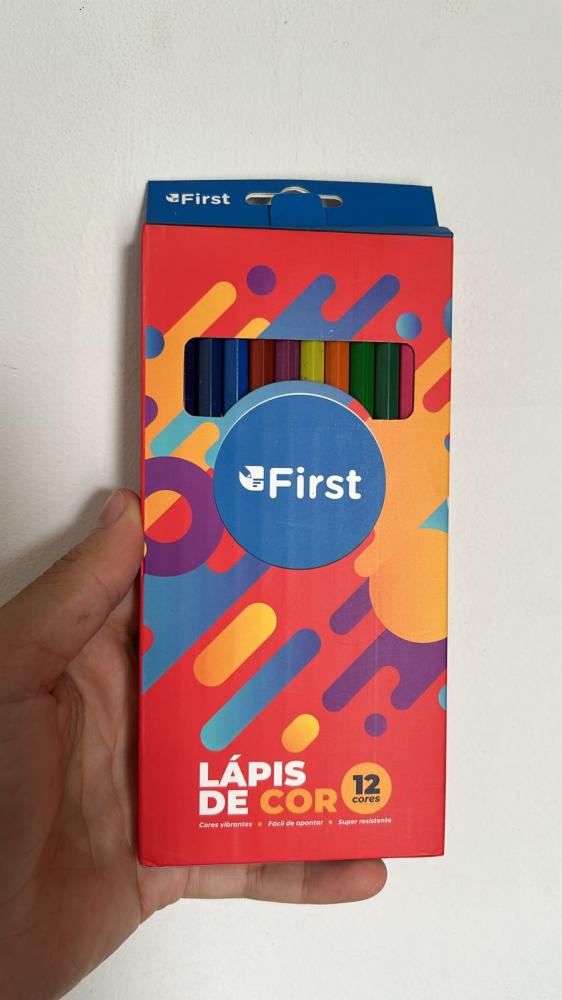 First
First
LÁPIS
DE COR
12
cores
Cores vibrantes • Fácil de apontar • Super resistente